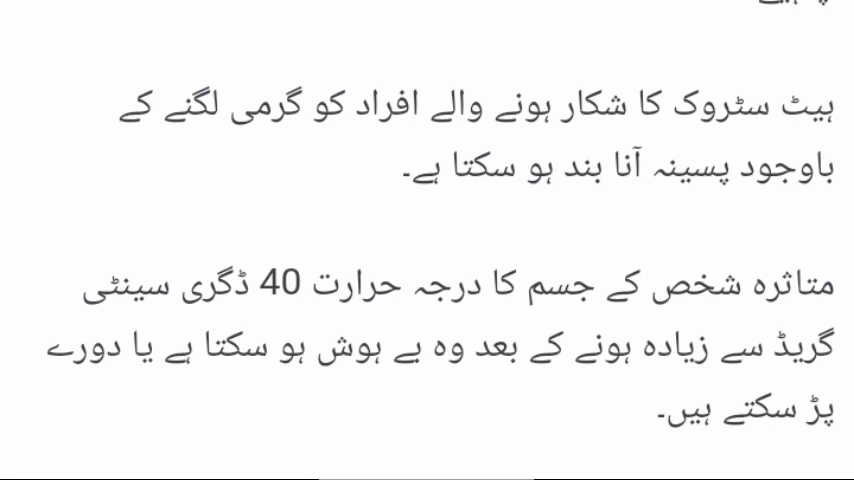 ہیٹ سٹروک کا شکار ہونے والے افراد کو گرمی لگنے کے
باوجود پسینہ آنا بند ہو سکتا ہے۔
متاثرہ شخص کے جسم کا درجہ حرارت 40 ڈگری سینٹی
گریڈ سے زیادہ ہونے کے بعد وہ بے ہوش ہو سکتا ہے یا دورے
پڑ سکتے ہیں۔